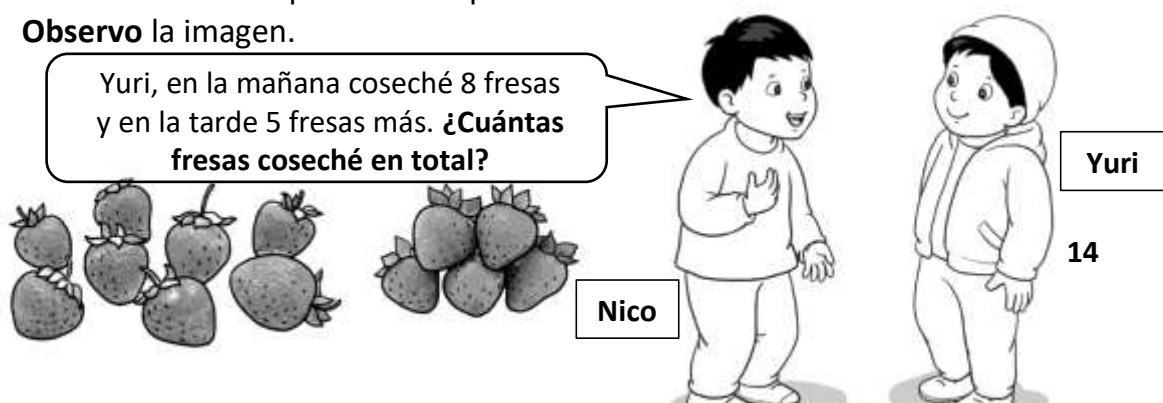 Observo la imagen.
Yuri, en la mañana coseché 8 fresas
y en la tarde 5 fresas más. ¿Cuántas
fresas coseché en total?
Yuri
14
Nico